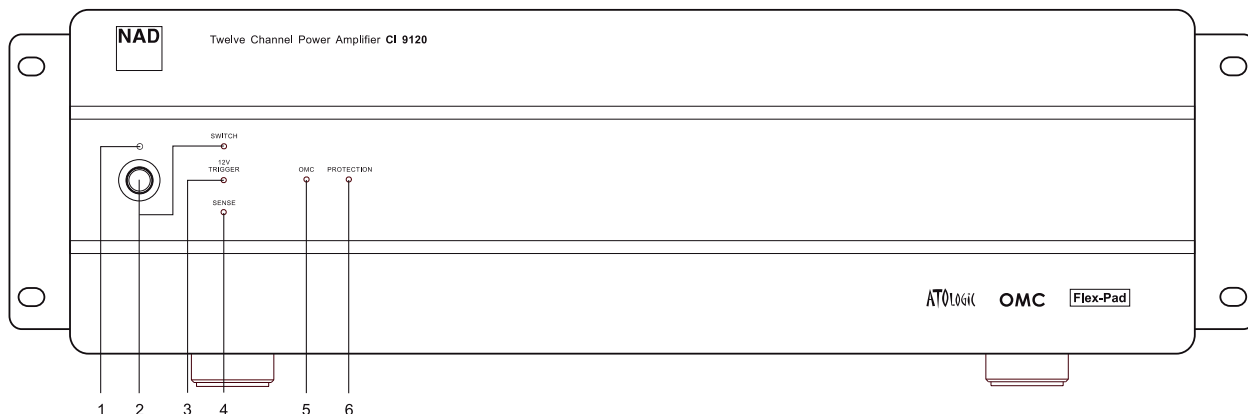 NAD
Twelve Channel Power Amplifier CI 9120
SWITCH
12V
TRIGGER
OMC
PROTECTION
SENSE
ATOLOGIC
OMC
Flex-Pad
1 2 3 4 5 6